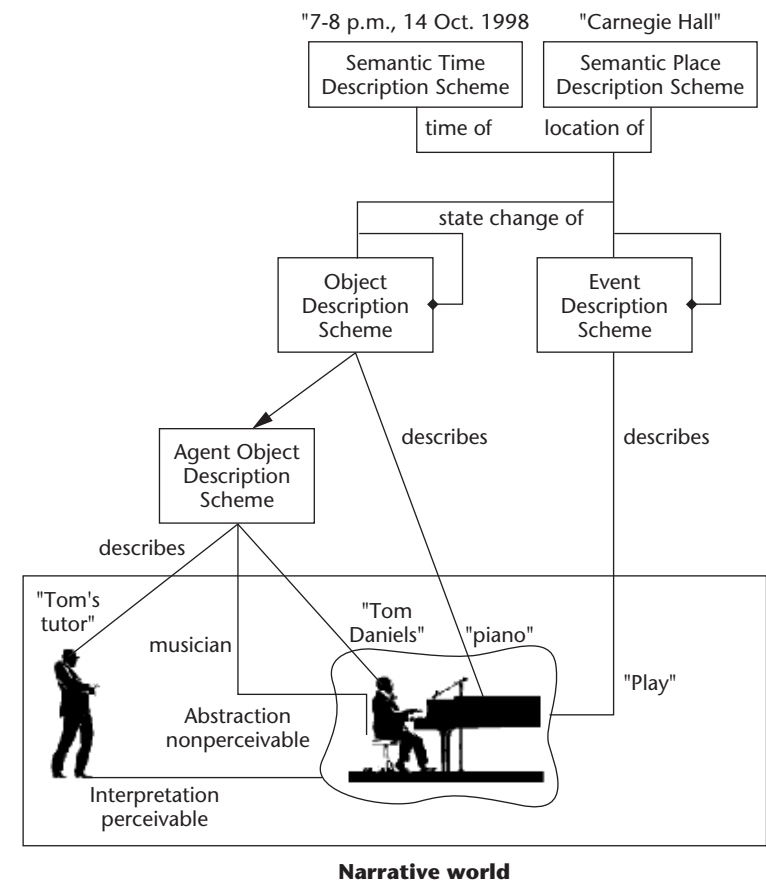 "7-8 p.m., 14 Oct. 1998
"Carnegie Hall"
Semantic Time
Description Scheme
Semantic Place
Description Scheme
time of
location of
state change of
Object
Description
Scheme
Event
Description
Scheme
describes
describes
Agent Object
Description
Scheme
describes
"Tom's
tutor"
musician
"Tom
Daniels"
"piano"
"Play"
Abstraction
nonperceivable
Interpretation
perceivable
Narrative world